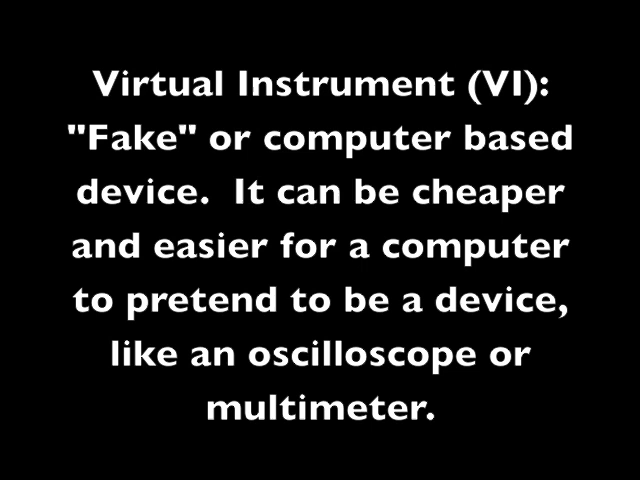 Virtual Instrument (VI):
"Fake" or computer based
device.  It can be cheaper
and easier for a computer
to pretend to be a device,
like an oscilloscope or
multimeter.